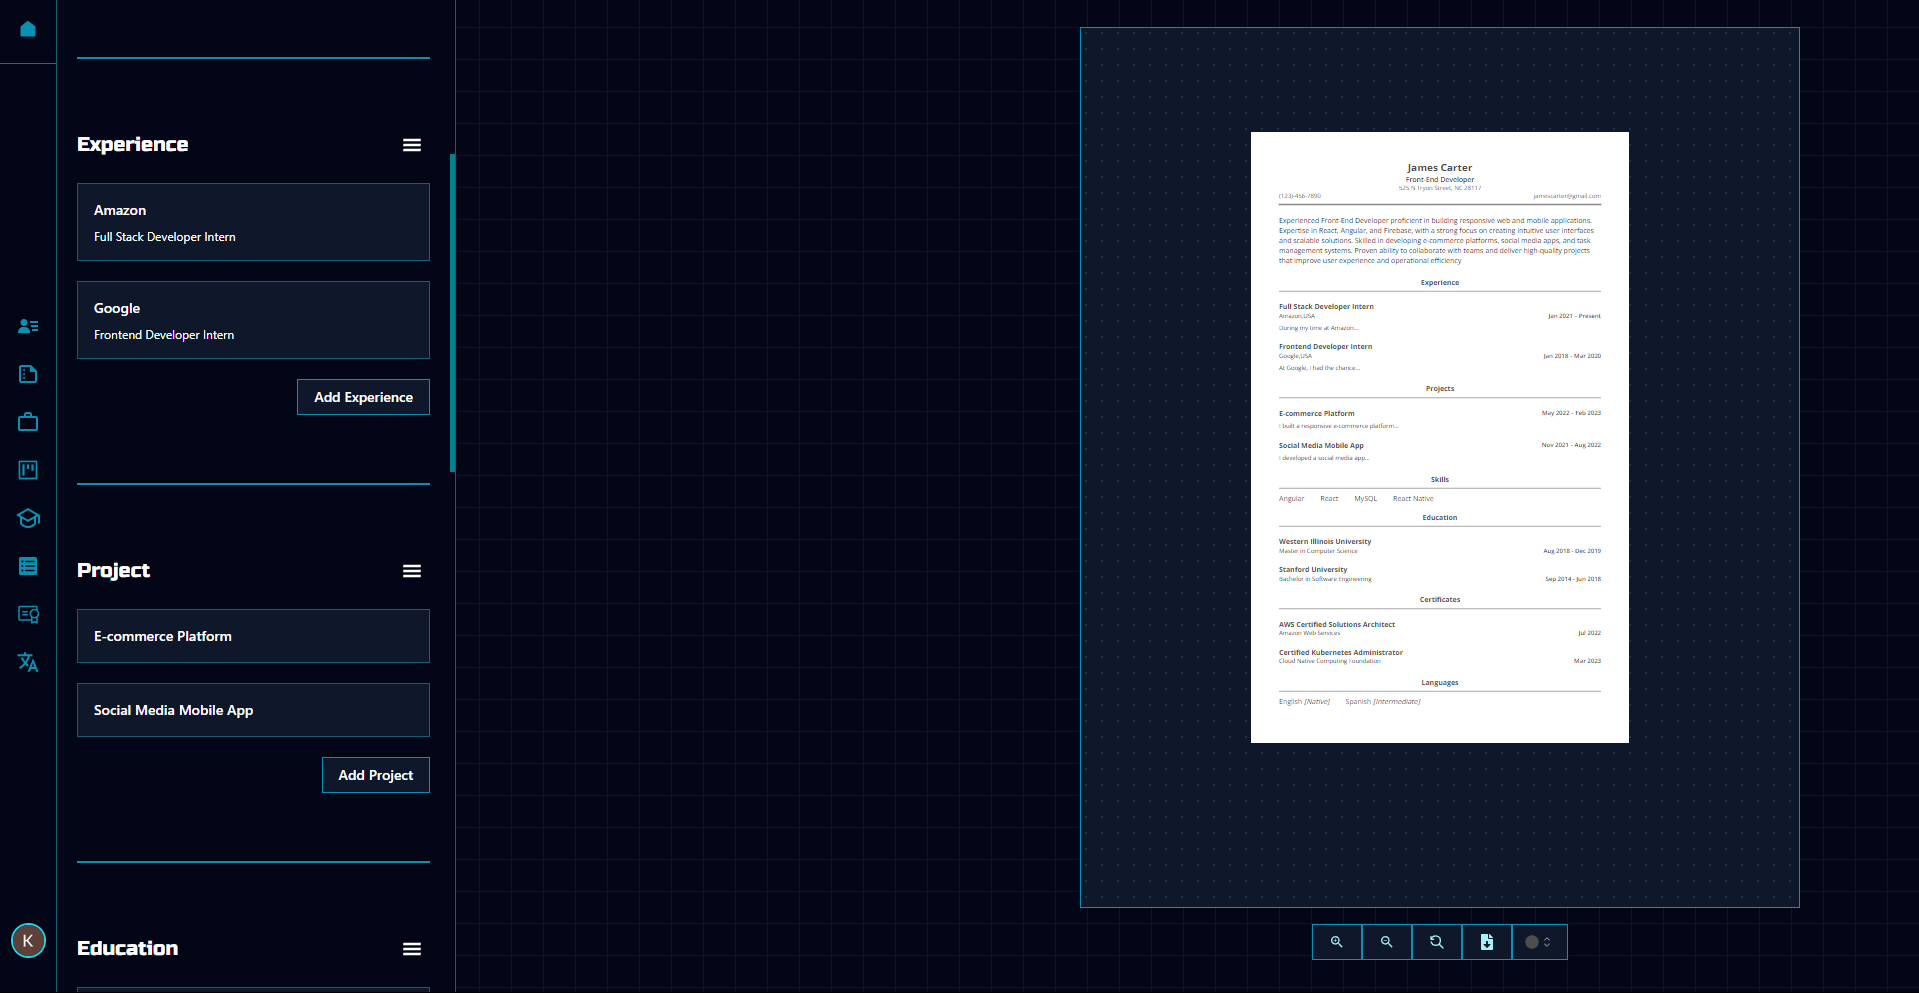 Experience
Amazon
Full Stack Developer Intern
Google
Frontend Developer Intern
Add Experience
Project
E-commerce Platform
Social Media Mobile App
Add Project
Education
K
James Carter
Front-End Developer
525 N Tryon Street, NC 28117
(123)-456-7890
jamescarter@gmail.com
Experienced Front-End Developer proficient in building responsive web and mobile applications.
Expertise in React, Angular, and Firebase, with a strong focus on creating intuitive user interfaces
and scalable solutions. Skilled in developing e-commerce platforms, social media apps, and task
management systems. Proven ability to collaborate with teams and deliver high-quality projects
that improve user experience and operational efficiency
Experience
Full Stack Developer Intern
Amazon,USA
Jan 2021 - Present
During my time at Amazon...
Frontend Developer Intern
Google,USA
Jan 2018 - Mar 2020
At Google, I had the chance...
Projects
E-commerce Platform
May 2022 - Feb 2023
I built a responsive e-commerce platform...
Social Media Mobile App
Nov 2021 - Aug 2022
I developed a social media app...
Skills
Angular React MySQL React Native
Education
Western Illinois University
Master in Computer Science
Aug 2018 - Dec 2019
Stanford University
Bachelor in Software Engineering
Sep 2014 - Jun 2018
Certificates
AWS Certified Solutions Architect
Amazon Web Services
Jul 2022
Certified Kubernetes Administrator
Cloud Native Computing Foundation
Mar 2023
Languages
English [Native] Spanish [Intermediate]